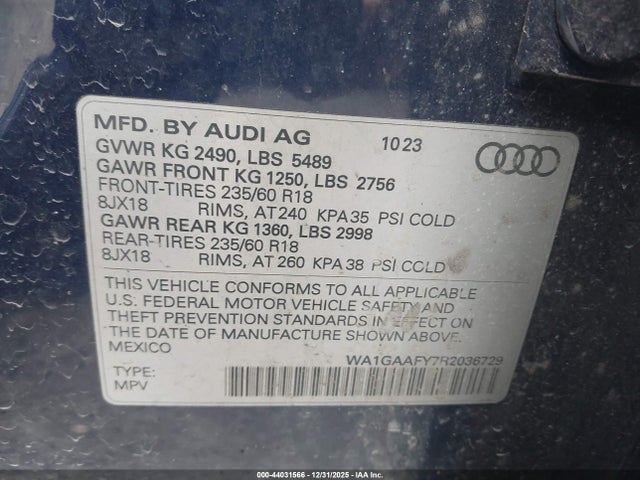 MFD. BY AUDI AG 10 23
GVWR KG 2490, LBS 5489
GAWR FRONT KG 1250, LBS 2756
FRONT-TIRES 235/60 R18
8JX18 RIMS, AT 240 KPA 35 PSI COLD
GAWR REAR KG 1360, LBS 2998
REAR-TIRES 235/60 R18
8JX18 RIMS, AT 260 KPA 38 PSI COLD
THIS VEHICLE CONFORMS TO ALL APPLICABLE
U.S. FEDERAL MOTOR VEHICLE SAFETY AND
THEFT PREVENTION STANDARDS IN EFFECT ON
THE DATE OF MANUFACTURE SHOWN ABOVE.
MEXICO
WA1GAAFY7R2036729
TYPE:
MPV
000-44031566 - 12/31/2025 - IAA Inc.